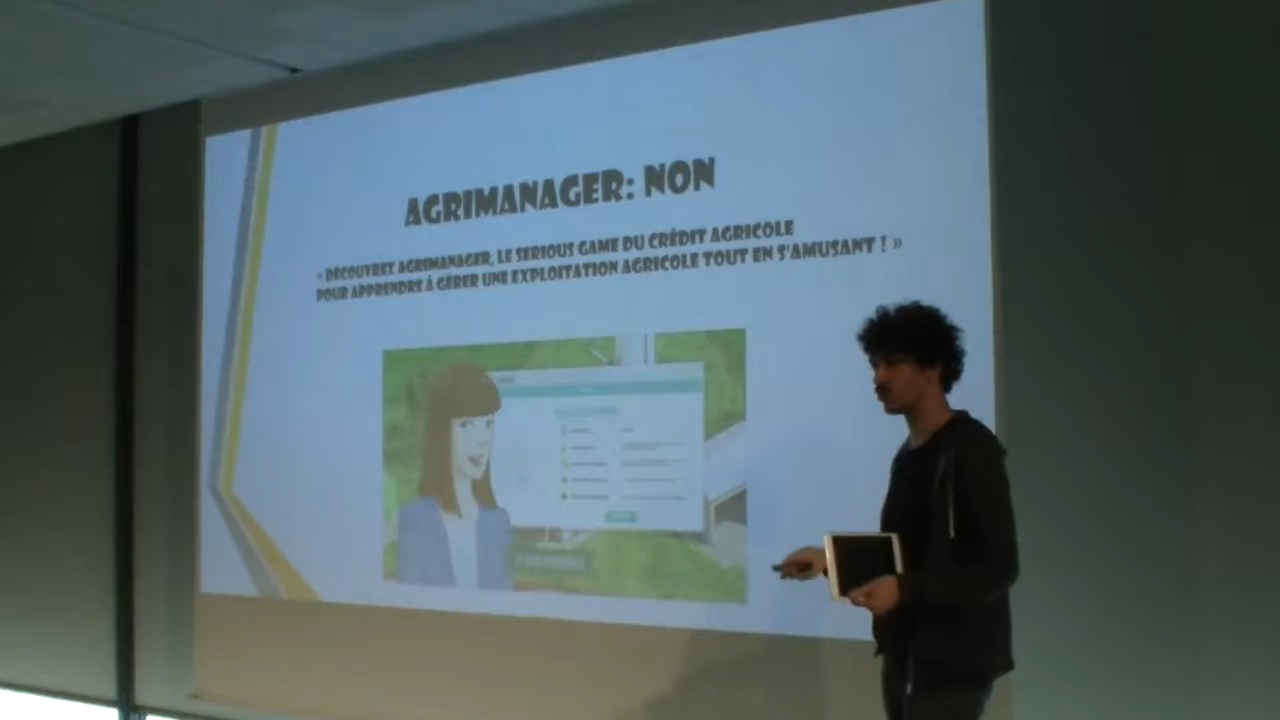 AGRIMANAGER: NON
« DÉCOUVREZ AGRIMANAGER, LE SERIOUS GAME DU CRÉDIT AGRICOLE
POUR APPRENDRE À GÉRER UNE EXPLOITATION AGRICOLE TOUT EN S'AMUSANT ! »